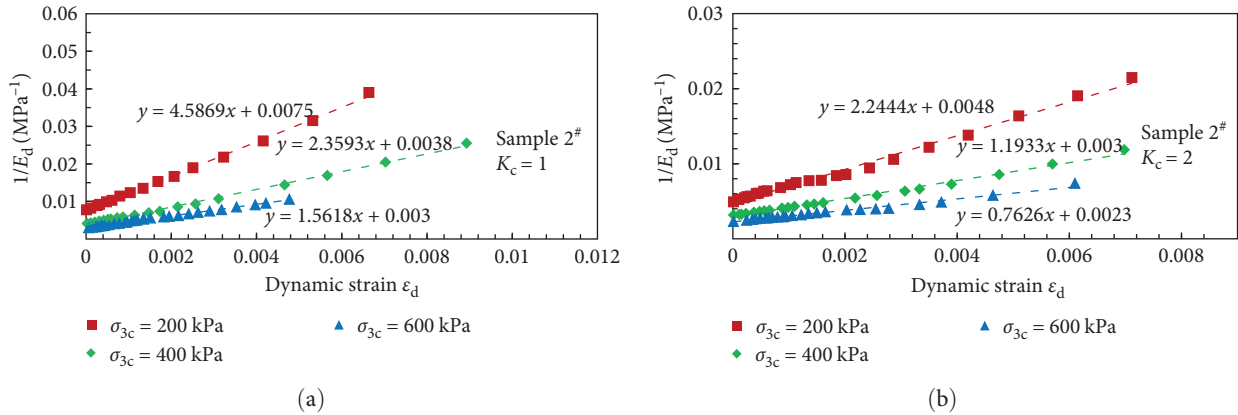 0.06
0.05
0.04
0.03
0.02
0.01
1/E_d (MPa⁻¹)
y = 4.5869x + 0.0075
y = 2.3593x + 0.0038
y = 1.5618x + 0.003
Sample 2^#
K_c = 1
0 0.002 0.004 0.006 0.008 0.01 0.012
Dynamic strain ε_d
σ_3c = 200 kPa
σ_3c = 600 kPa
σ_3c = 400 kPa
(a)
0.03
0.02
0.01
0.00
1/E_d (MPa⁻¹)
y = 2.2444x + 0.0048
y = 1.1933x + 0.003
y = 0.7626x + 0.0023
Sample 2^#
K_c = 2
0 0.002 0.004 0.006 0.008
Dynamic strain ε_d
σ_3c = 200 kPa
σ_3c = 600 kPa
σ_3c = 400 kPa
(b)